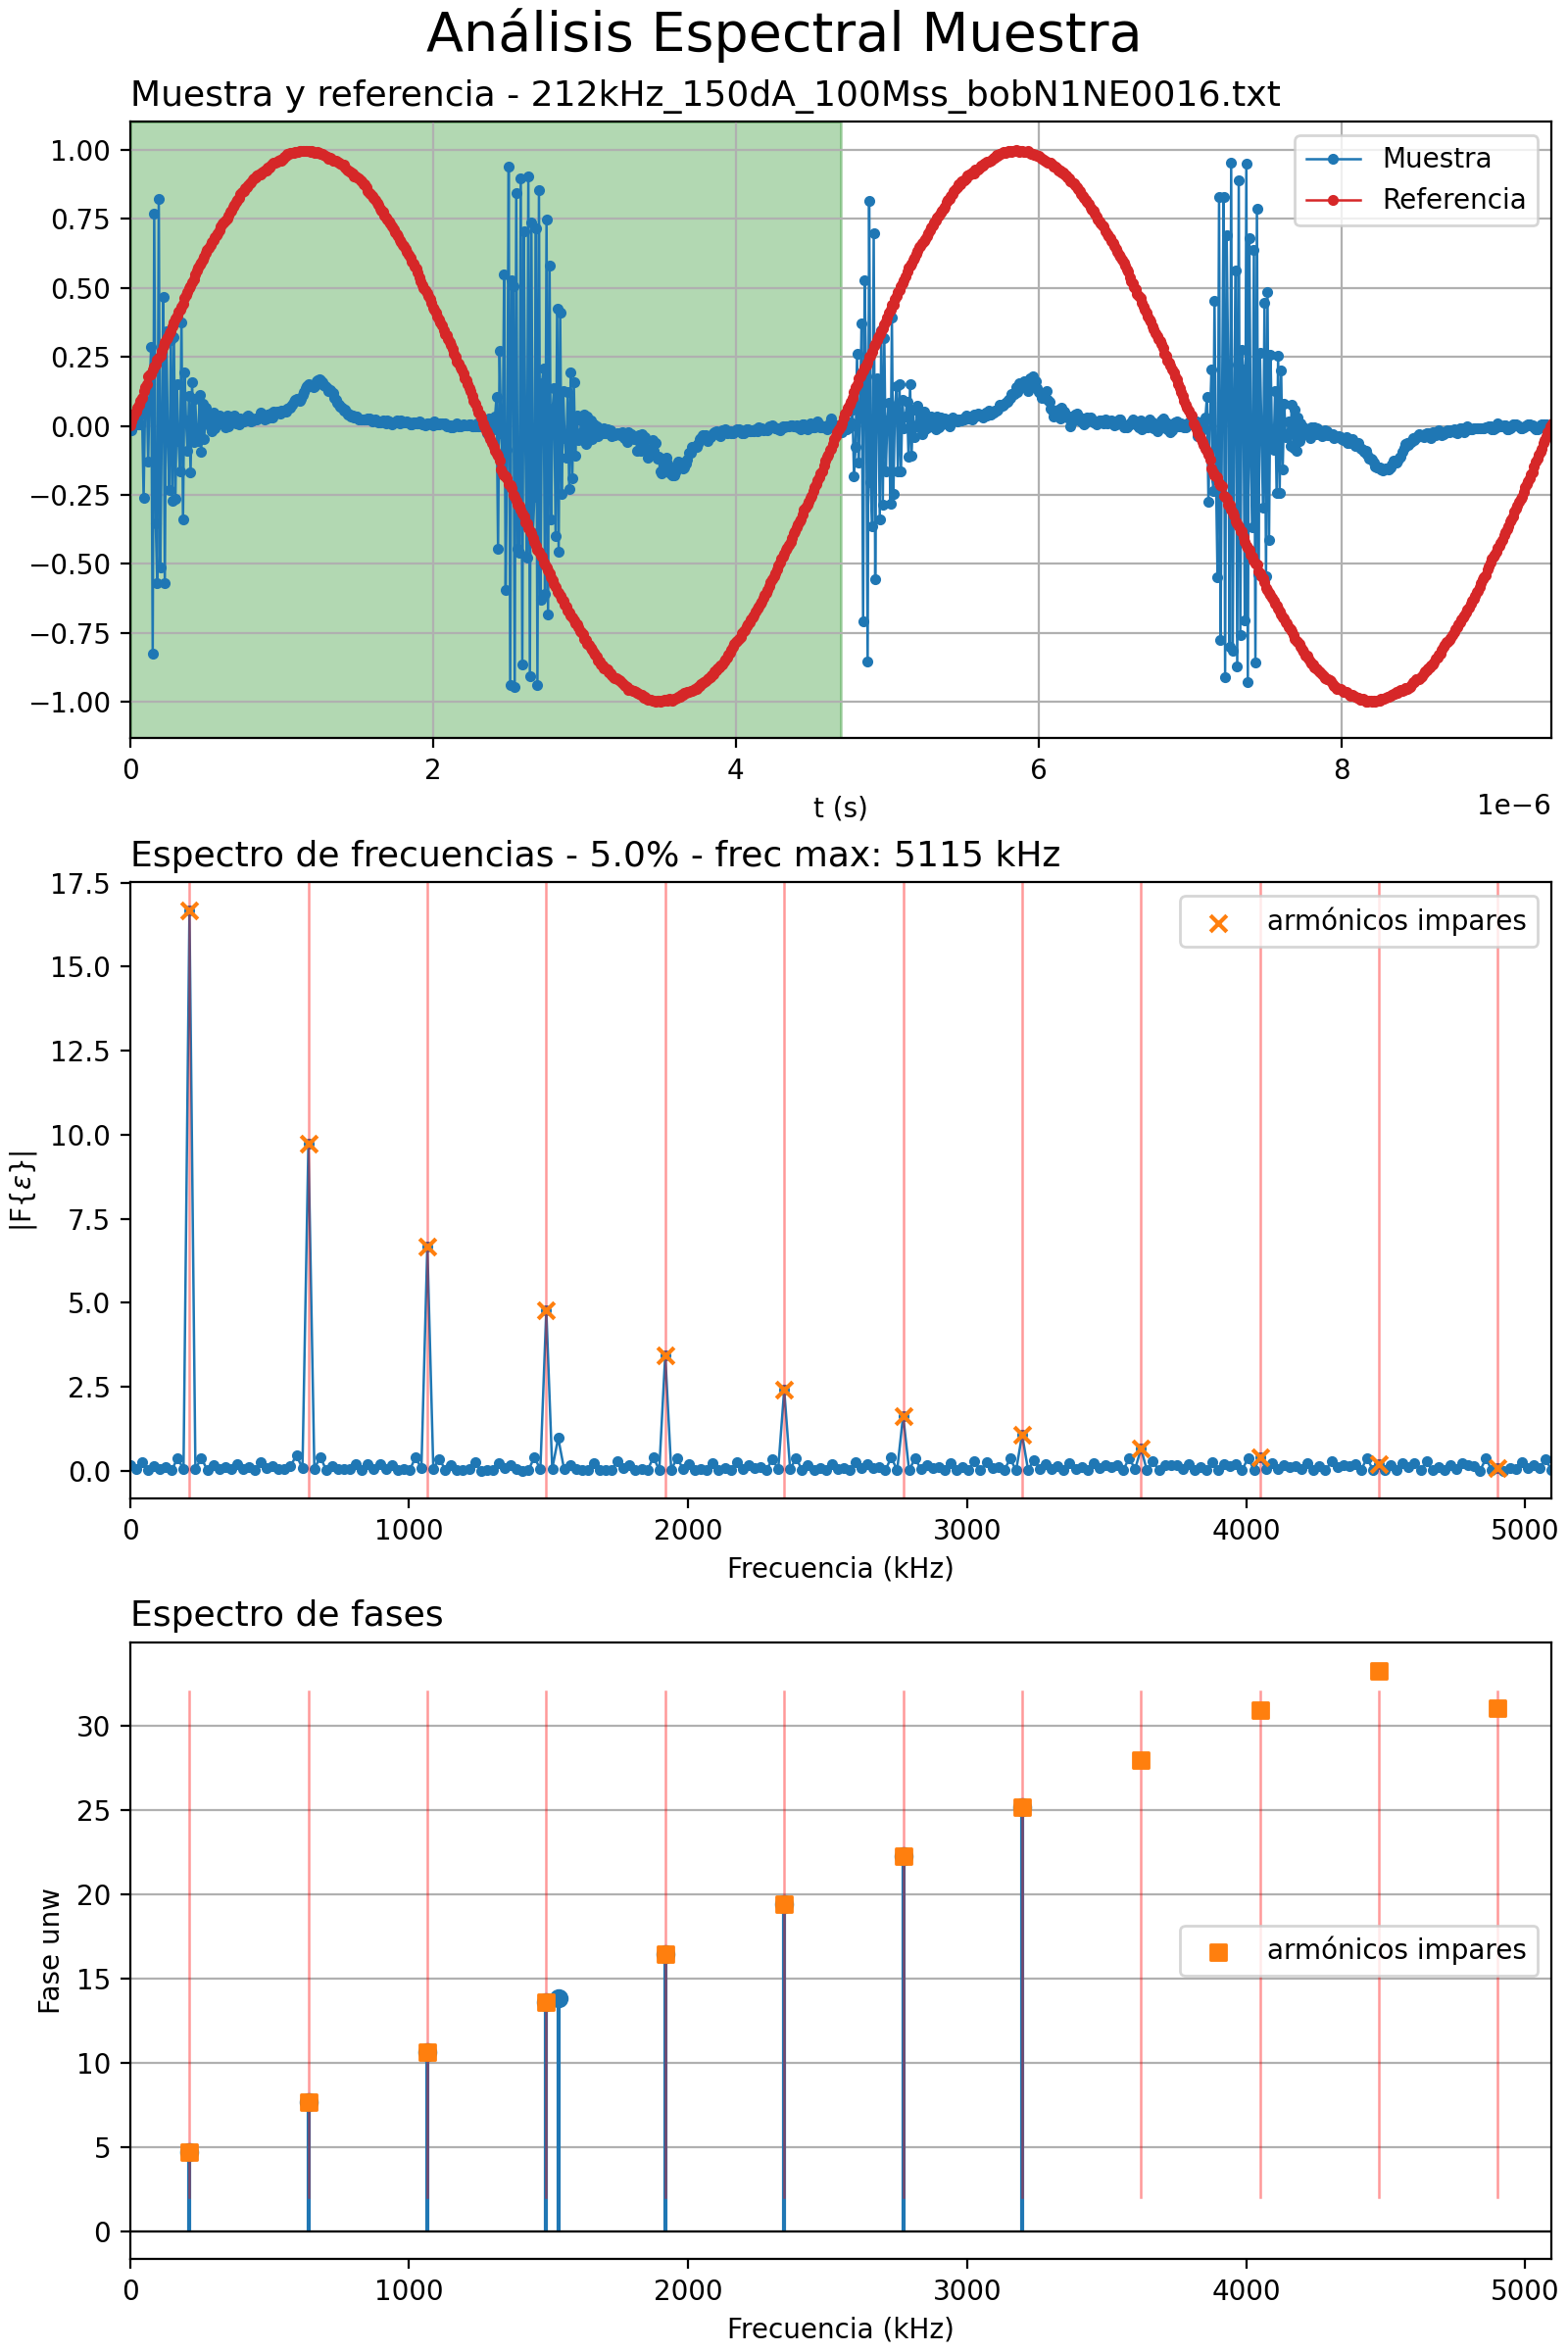 Análisis Espectral Muestra
Muestra y referencia - 212kHz_150dA_100Mss_bobN1NE0016.txt
1.00
0.75
0.50
0.25
0.00
−0.25
−0.50
−0.75
−1.00
Muestra
Referencia
0 2 4 6 8
t (s)
1e−6
Espectro de frecuencias - 5.0% - frec max: 5115 kHz
17.5
15.0
12.5
10.0
7.5
5.0
2.5
0.0
|F{ε}|
armónicos impares
0 1000 2000 3000 4000 5000
Frecuencia (kHz)
Espectro de fases
30
25
20
15
10
5
0
Fase unw
armónicos impares
0 1000 2000 3000 4000 5000
Frecuencia (kHz)